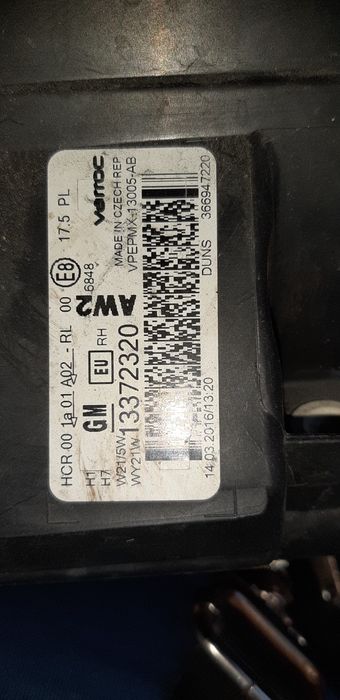 HCR 00 1a 01 A02 - RL 00 E8 17.5 PL
H1
H7
GM EU RH AW2 6848 varroc
W21/5W
WY21W
13372320
MADE IN CZECH REP
VPEPMX-13005-AB
14.03.2016/13:20 DUNS 366947220